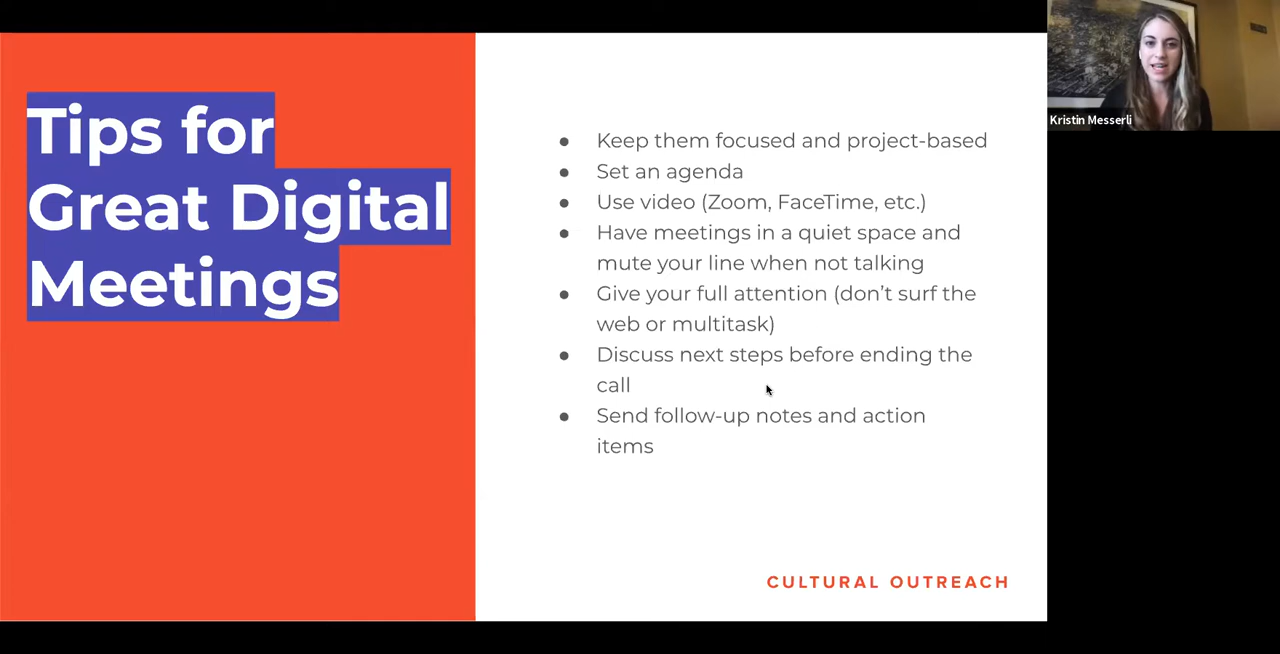 Tips for
Great Digital
Meetings
● Keep them focused and project-based
● Set an agenda
● Use video (Zoom, FaceTime, etc.)
● Have meetings in a quiet space and
mute your line when not talking
● Give your full attention (don’t surf the
web or multitask)
● Discuss next steps before ending the
call
● Send follow-up notes and action
items
CULTURAL OUTREACH
Kristin Messerli